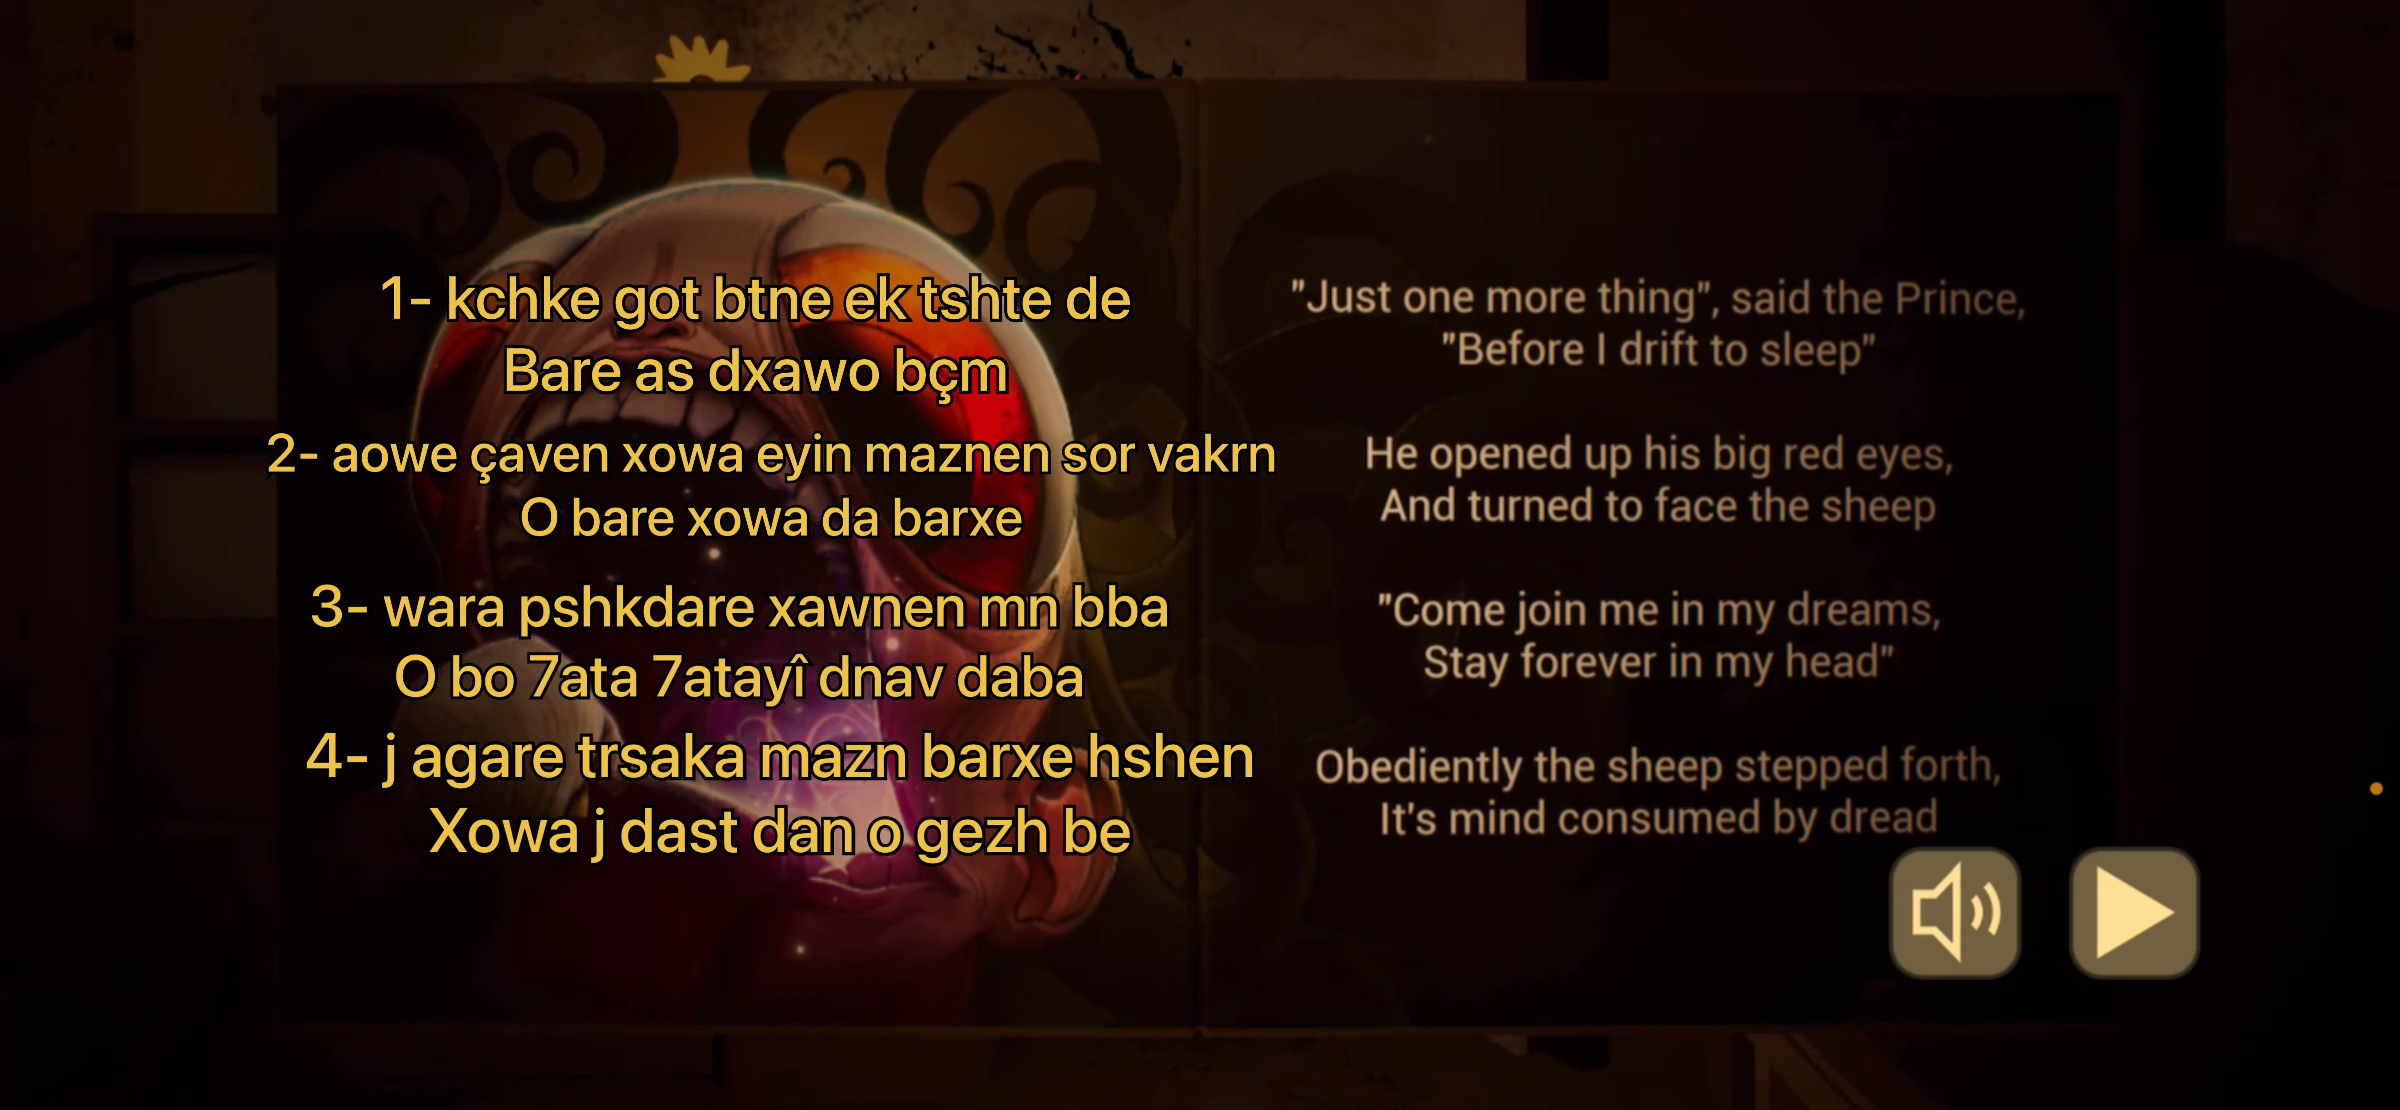 1- kchke got btne ek tshte de
Bare as dxawo bçm
2- aowe çaven xowa eyin maznen sor vakrn
O bare xowa da barxe
3- wara pshkdare xawnen mn bba
O bo 7ata 7atayî dnav daba
4- j agare trsaka mazn barxe hshen
Xowa j dast dan o gezh be
"Just one more thing", said the Prince,
"Before I drift to sleep"
He opened up his big red eyes,
And turned to face the sheep
"Come join me in my dreams,
Stay forever in my head"
Obediently the sheep stepped forth,
It's mind consumed by dread